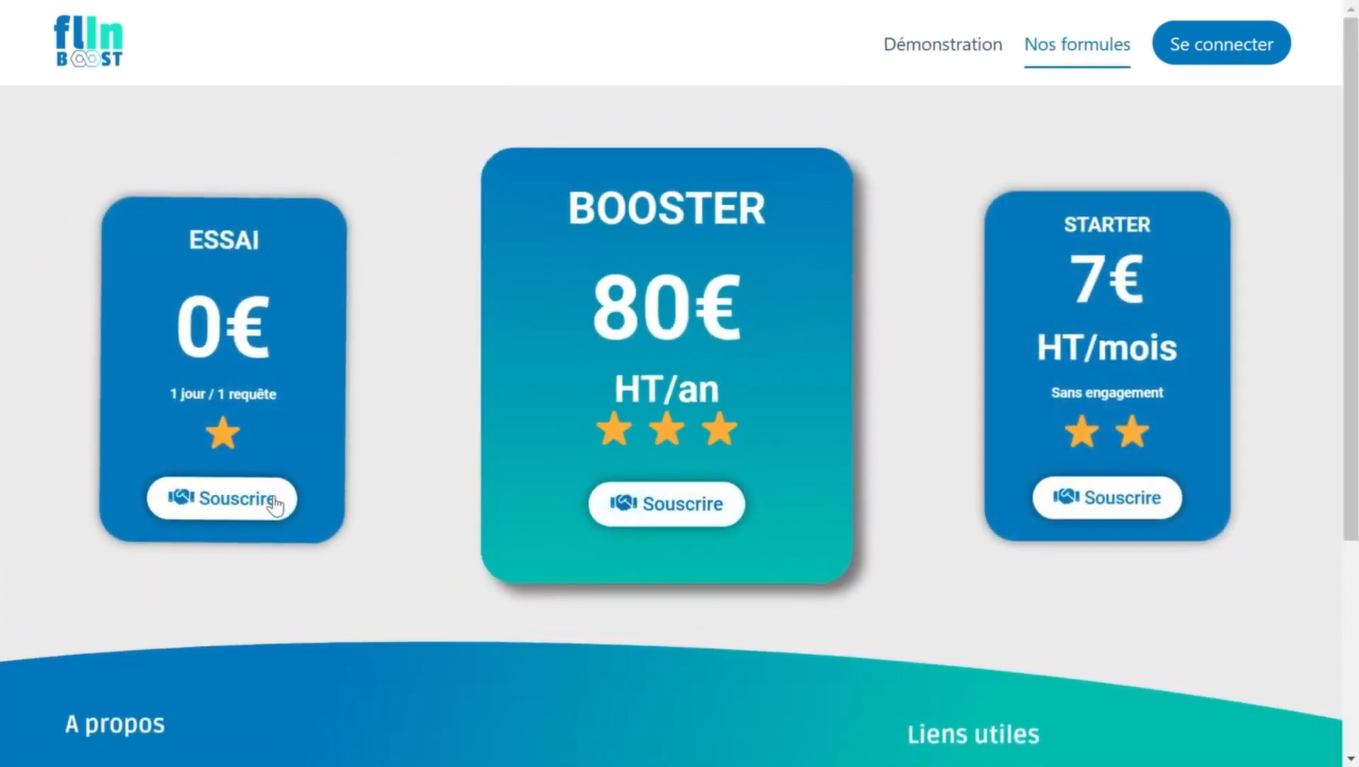 flIn
BOOST
Démonstration
Nos formules
Se connecter
ESSAI
0€
1 jour / 1 requête
Souscrire
BOOSTER
80€
HT/an
Souscrire
STARTER
7€
HT/mois
Sans engagement
Souscrire
A propos
Liens utiles